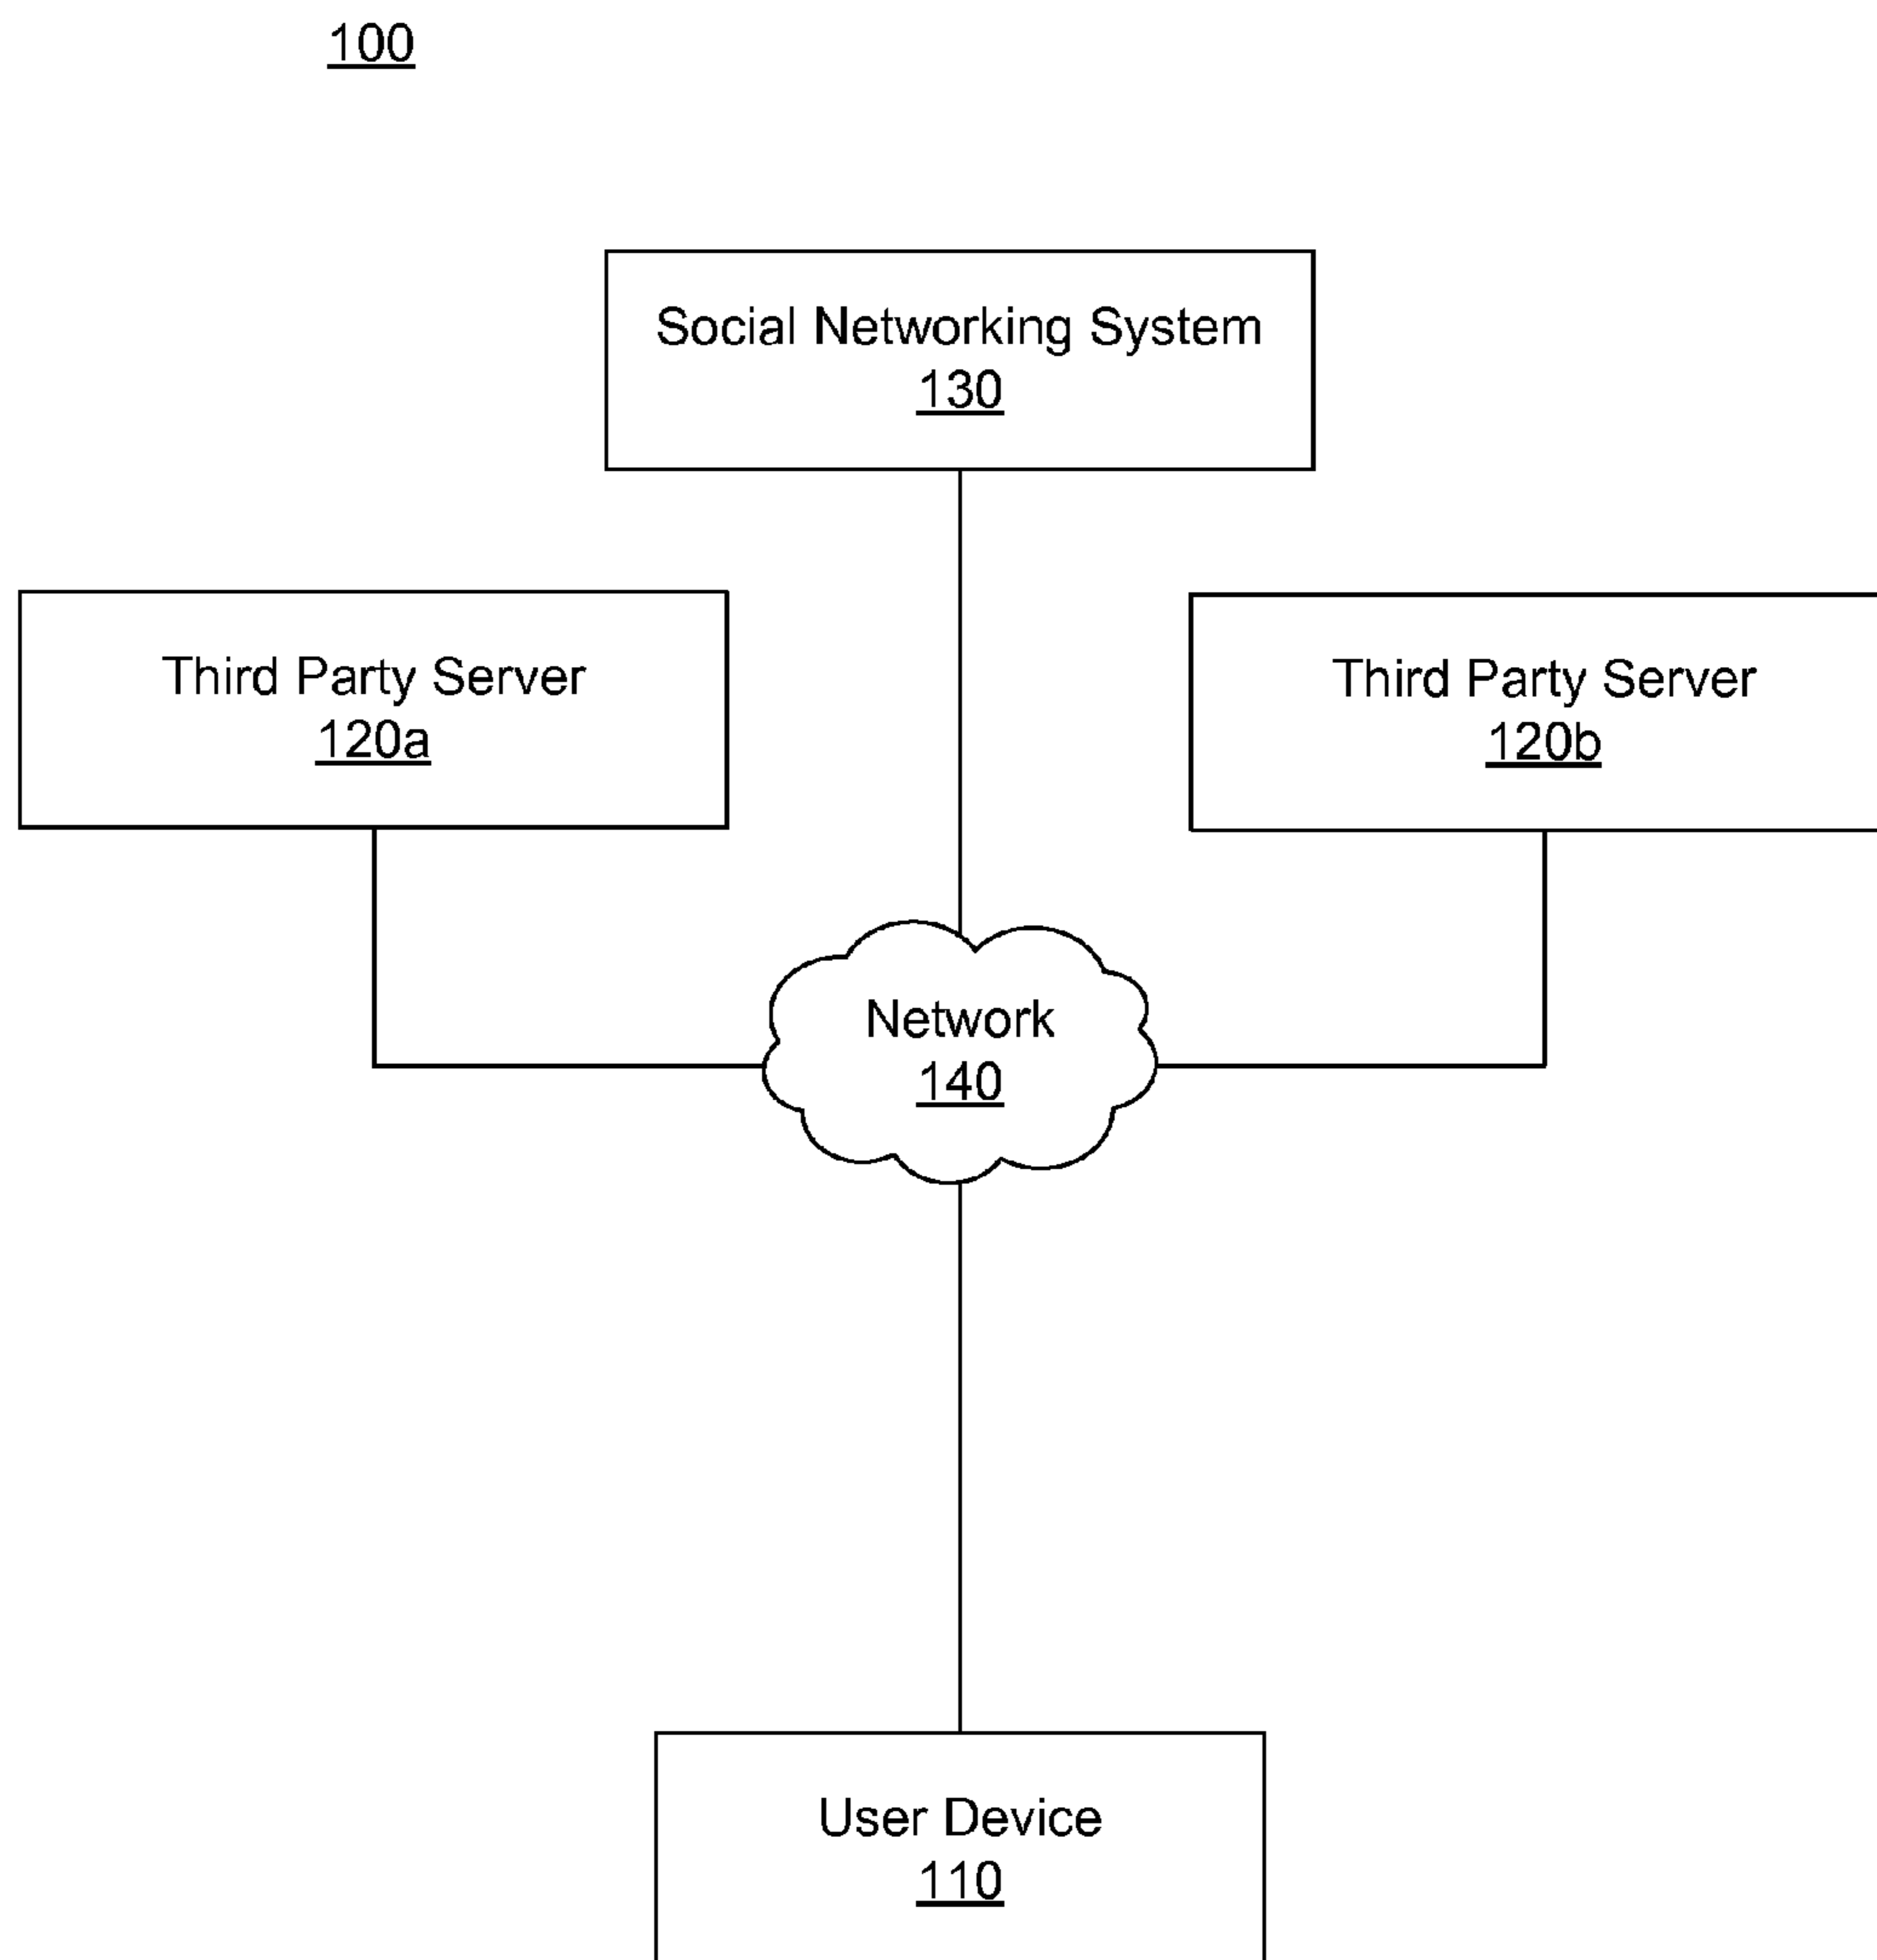 100
Social Networking System
130
Third Party Server
120a
Third Party Server
120b
Network
140
User Device
110